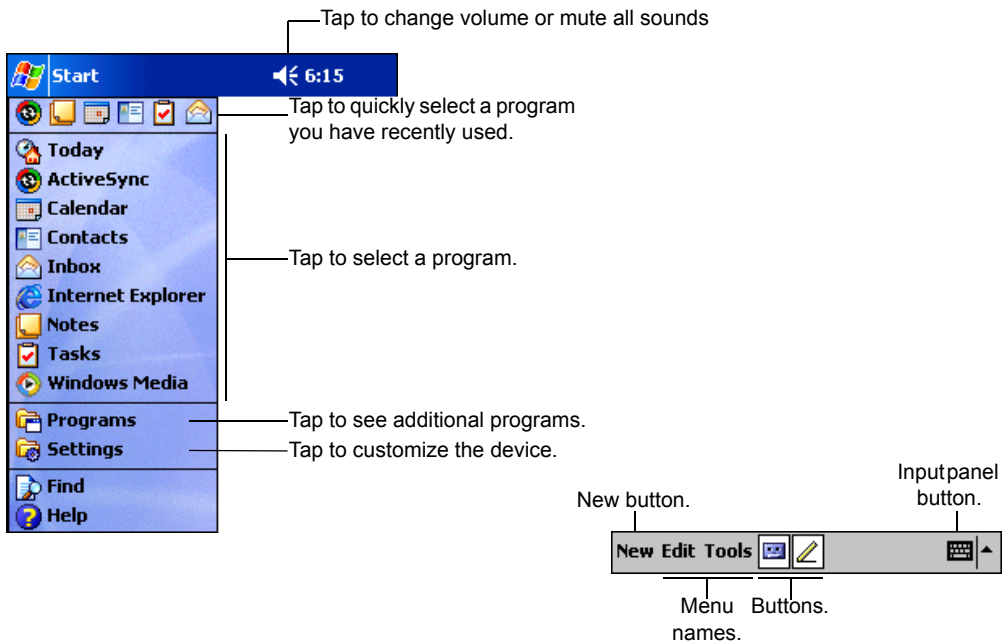 Tap to change volume or mute all sounds
Start 6:15
Tap to quickly select a program
you have recently used.
Today
ActiveSync
Calendar
Contacts
Inbox
Internet Explorer
Notes
Tasks
Windows Media
Tap to select a program.
Programs
Tap to see additional programs.
Settings
Tap to customize the device.
Find
Help
New button.
Input panel
button.
New Edit Tools
Menu
names.
Buttons.